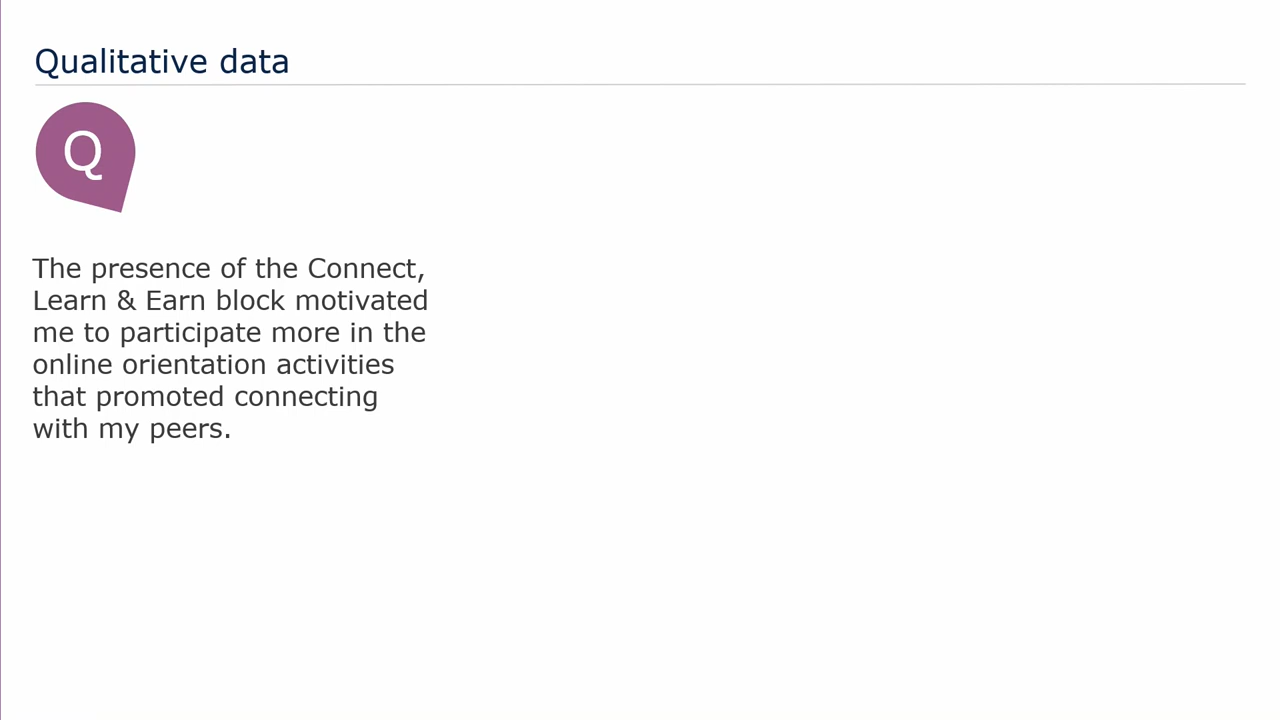 Qualitative data
Q
The presence of the Connect,
Learn & Earn block motivated
me to participate more in the
online orientation activities
that promoted connecting
with my peers.